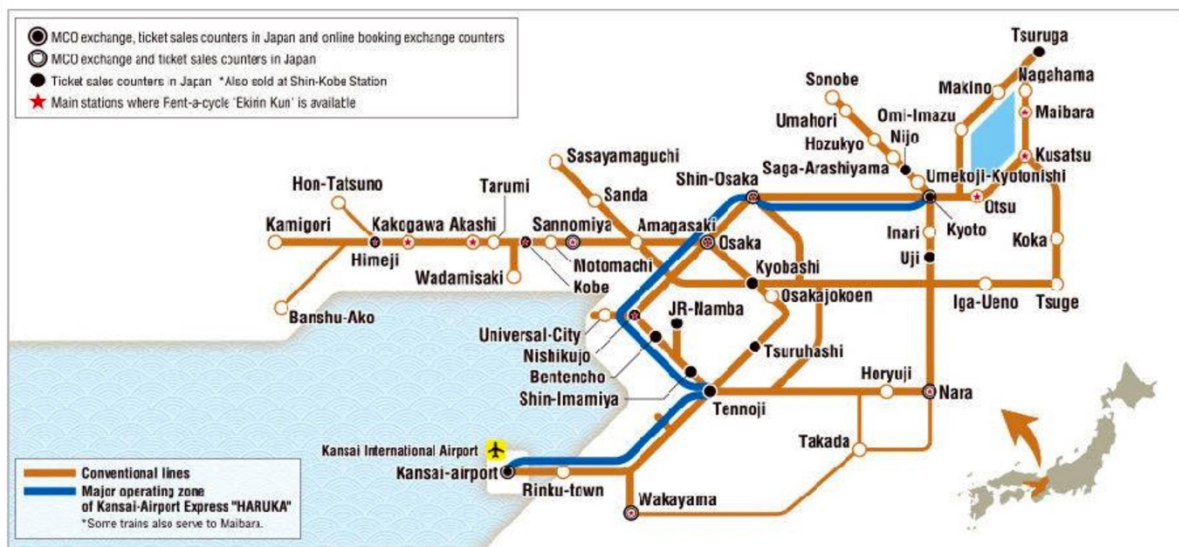 MCO exchange, ticket sales counters in Japan and online booking exchange counters
MCO exchange and ticket sales counters in Japan
Ticket sales counters in Japan *Also sold at Shin-Kobe Station
Main stations where Rent-a-cycle 'Ekirin Kun' is available
Tsuruga
Nagahama
Makino
Maibara
Sonobe
Omi-Imazu
Umahori
Nijo
Hozukyo
Kusatsu
Sasayamaguchi
Saga-Arashiyama
Umekoji-Kyotonishi
Hon-Tatsuno
Tarumi
Sanda
Shin-Osaka
Otsu
Kamigori
Kakogawa
Akashi
Sannomiya
Amagasaki
Osaka
Inari
Kyoto
Koka
Himeji
Motomachi
Kyobashi
Uji
Wadamisaki
Kobe
Osakajokoen
Iga-Ueno
Tsuge
Banshu-Ako
JR-Namba
Universal-City
Nishikujo
Tsuruhashi
Bentencho
Horyuji
Shin-Imamiya
Tennoji
Nara
Takada
Kansai International Airport
Kansai-airport
Rinku-town
Wakayama
Conventional lines
Major operating zone
of Kansai-Airport Express "HARUKA"
*Some trains also serve to Maibara.